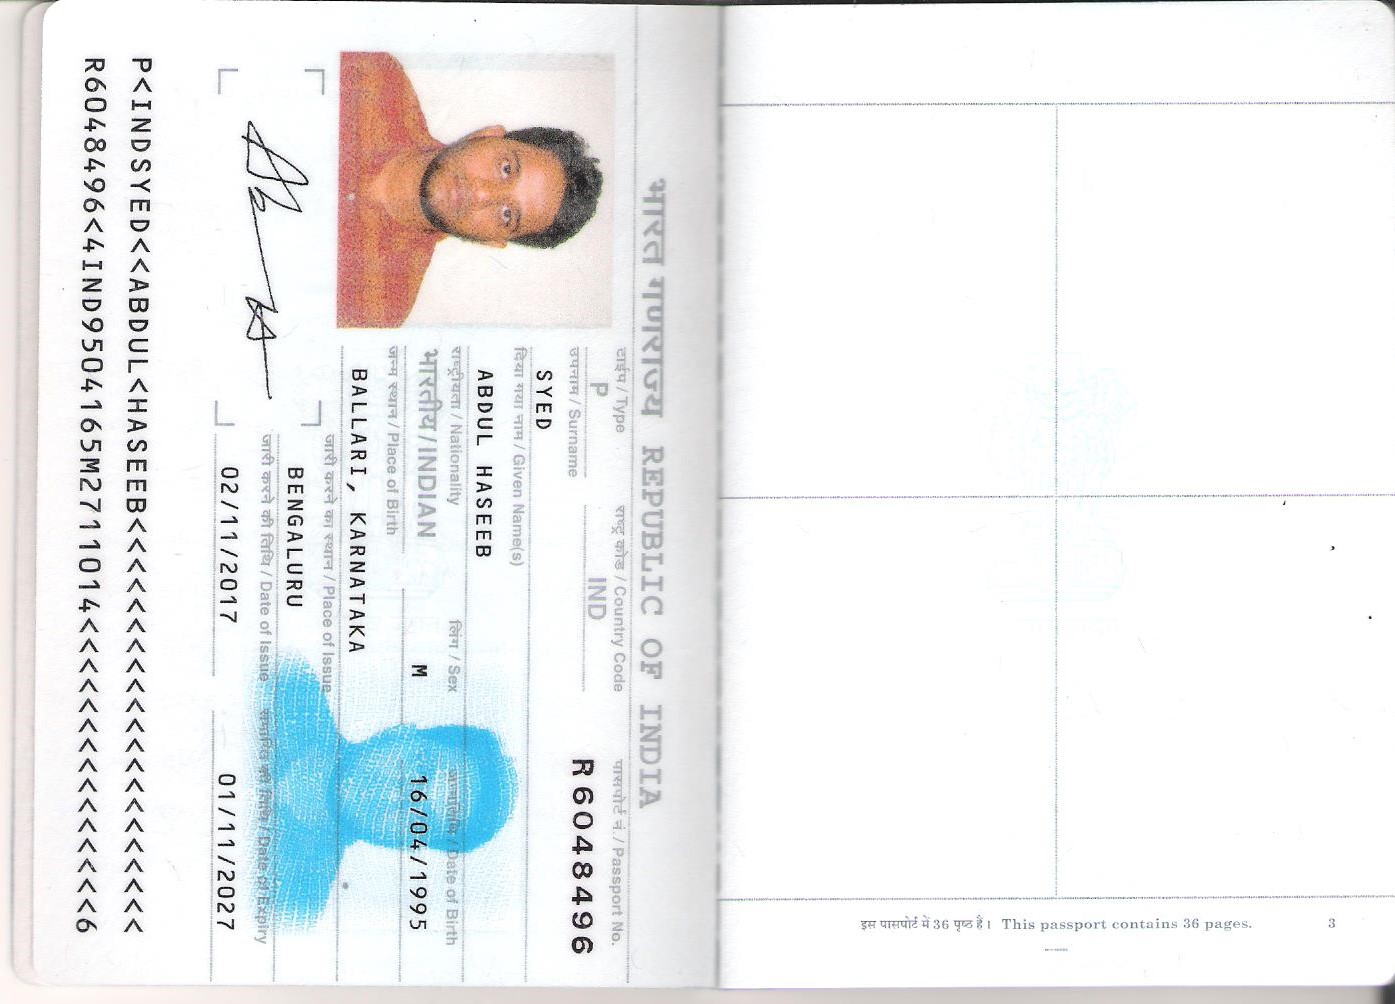 3
इस पासपोर्ट में 36 पृष्ठ है। This passport contains 36 pages.
भारत गणराज्य REPUBLIC OF INDIA
टाईप / Type राष्ट्र कोड / Country Code पासपोर्ट नं. / Passport No.
P IND R6048496
उपनाम / Surname
SYED
दिया गया नाम / Given Name(s)
ABDUL HASEEB
राष्ट्रीयता / Nationality लिंग / Sex जन्मतिथि / Date of Birth
भारतीय / INDIAN M 16/04/1995
जन्म स्थान / Place of Birth
BALLARI, KARNATAKA
जारी करने का स्थान / Place of Issue
BENGALURU
जारी करने की तिथि / Date of Issue समाप्ति की तिथि / Date of Expiry
02/11/2017 01/11/2027
P<INDSYED<<ABDUL<HASEEB<<<<<<<<<<<<<<<<<<<<<
R6048496<4IND9504165M2711014<<<<<<<<<<<<<<<6